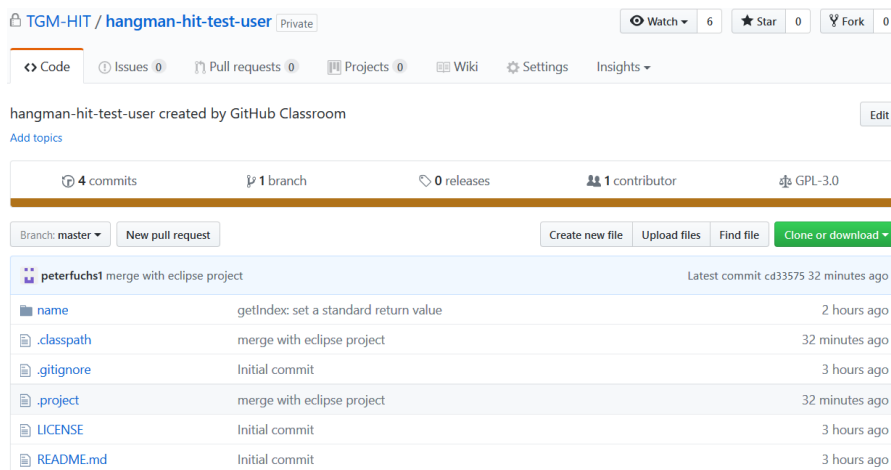 TGM-HIT / hangman-hit-test-user Private Watch 6 Star 0 Fork 0
Code Issues 0 Pull requests 0 Projects 0 Wiki Settings Insights
hangman-hit-test-user created by GitHub Classroom Edit
Add topics
4 commits 1 branch 0 releases 1 contributor GPL-3.0
Branch: master New pull request Create new file Upload files Find file Clone or download
peterfuchs1 merge with eclipse project Latest commit cd33575 32 minutes ago
name getIndex: set a standard return value 2 hours ago
.classpath merge with eclipse project 32 minutes ago
.gitignore Initial commit 3 hours ago
.project merge with eclipse project 32 minutes ago
LICENSE Initial commit 3 hours ago
README.md Initial commit 3 hours ago